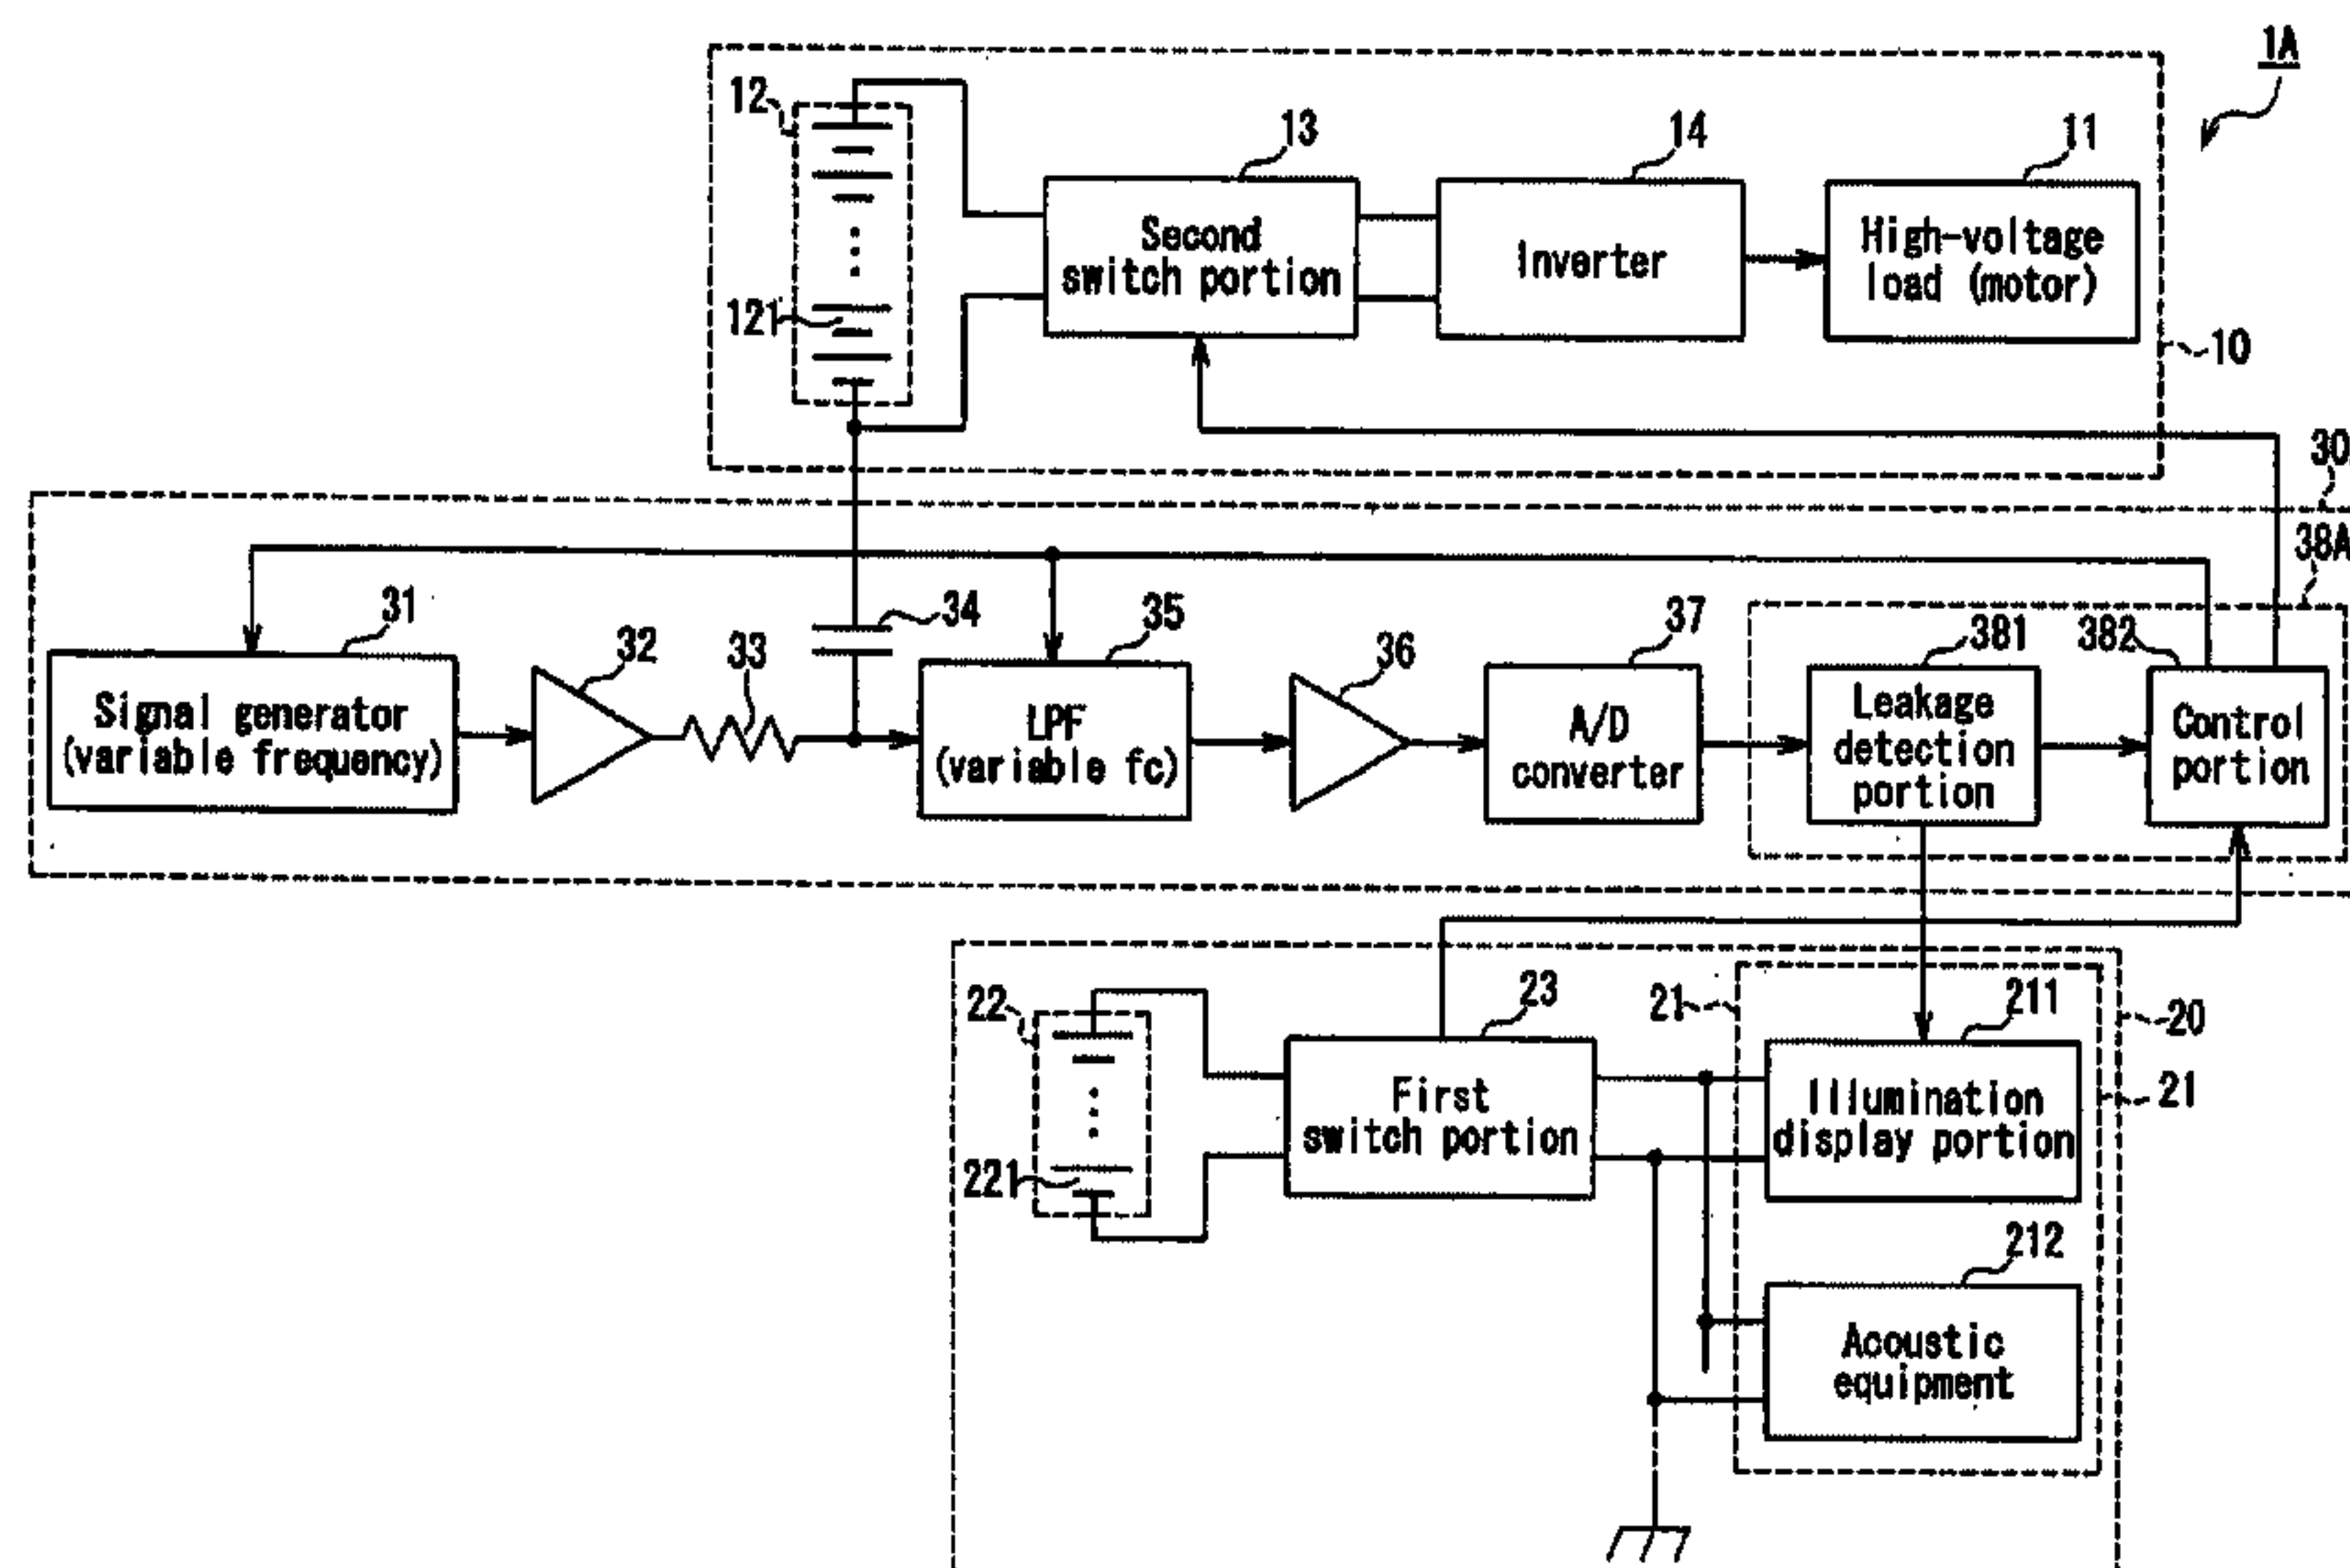 1A
12
13
14
11
Second
switch portion
Inverter
High-voltage
load (motor)
121
10
30
38A
31
32
33
34
35
36
37
381
382
Signal generator
(variable frequency)
LPF
(variable fc)
A/D
converter
Leakage
detection
portion
Control
portion
22
23
21
211
20
21
First
switch portion
Illumination
display portion
221
212
Acoustic
equipment